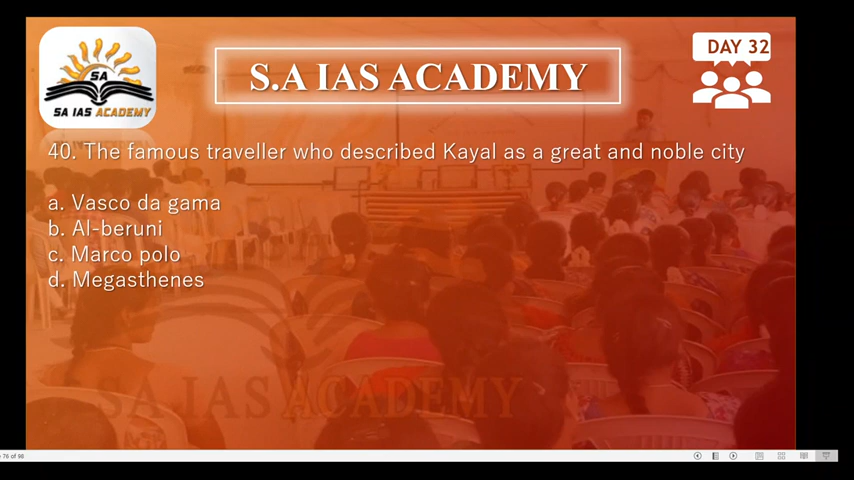 SA
SA IAS ACADEMY
S.A IAS ACADEMY
DAY 32
40. The famous traveller who described Kayal as a great and noble city
a. Vasco da gama
b. Al-beruni
c. Marco polo
d. Megasthenes
SA IAS ACADEMY
76 of 98